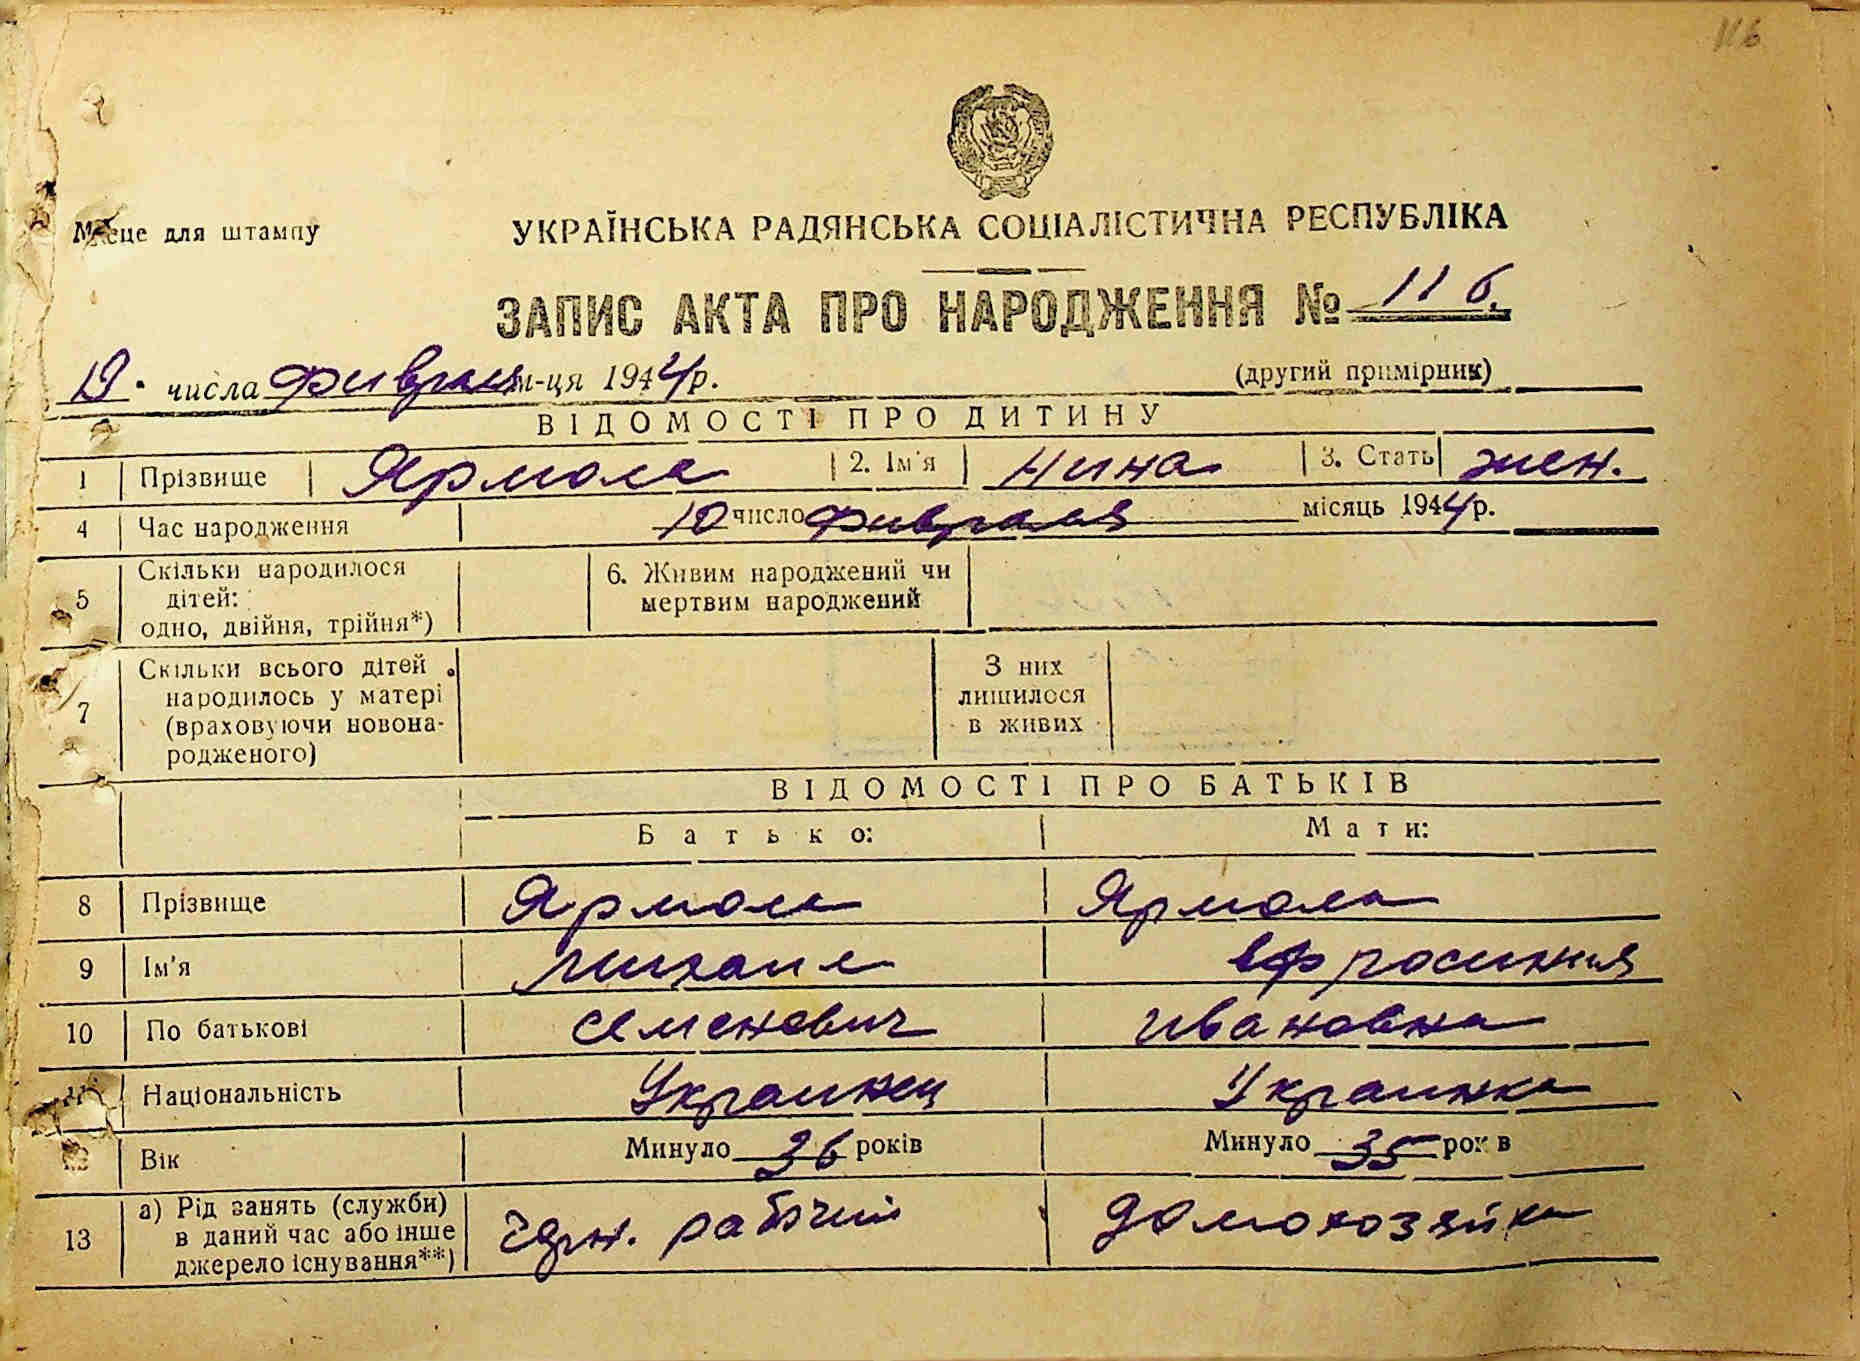 116
Місце для штампу
УКРАЇНСЬКА РАДЯНСЬКА СОЦІАЛІСТИЧНА РЕСПУБЛІКА
ЗАПИС АКТА ПРО НАРОДЖЕННЯ № 116.
19. числа Фивраля м-ця 1944 р. (другий примірник)
ВІДОМОСТІ ПРО ДИТИНУ
1 Прізвище Ярмола 2. Ім'я Нина 3. Стать жен.
4 Час народження 10 число Фивраля місяць 1944 р.
5 Скільки народилося дітей: одно, двійня, трійня*) 6. Живим народжений чи мертвим народжений
7 Скільки всього дітей народилось у матері (враховуючи новонародженого) З них лишилося в живих
ВІДОМОСТІ ПРО БАТЬКІВ
Батько: Мати:
8 Прізвище Ярмола Ярмола
9 Ім'я Михаил Ефросиния
10 По батькові Семенович Ивановна
11 Національність Украинец Украинка
12 Вік Минуло 36 років Минуло 35 років
13 а) Рід занять (служби) в даний час або інше джерело існування**) рабочий домохозяйка